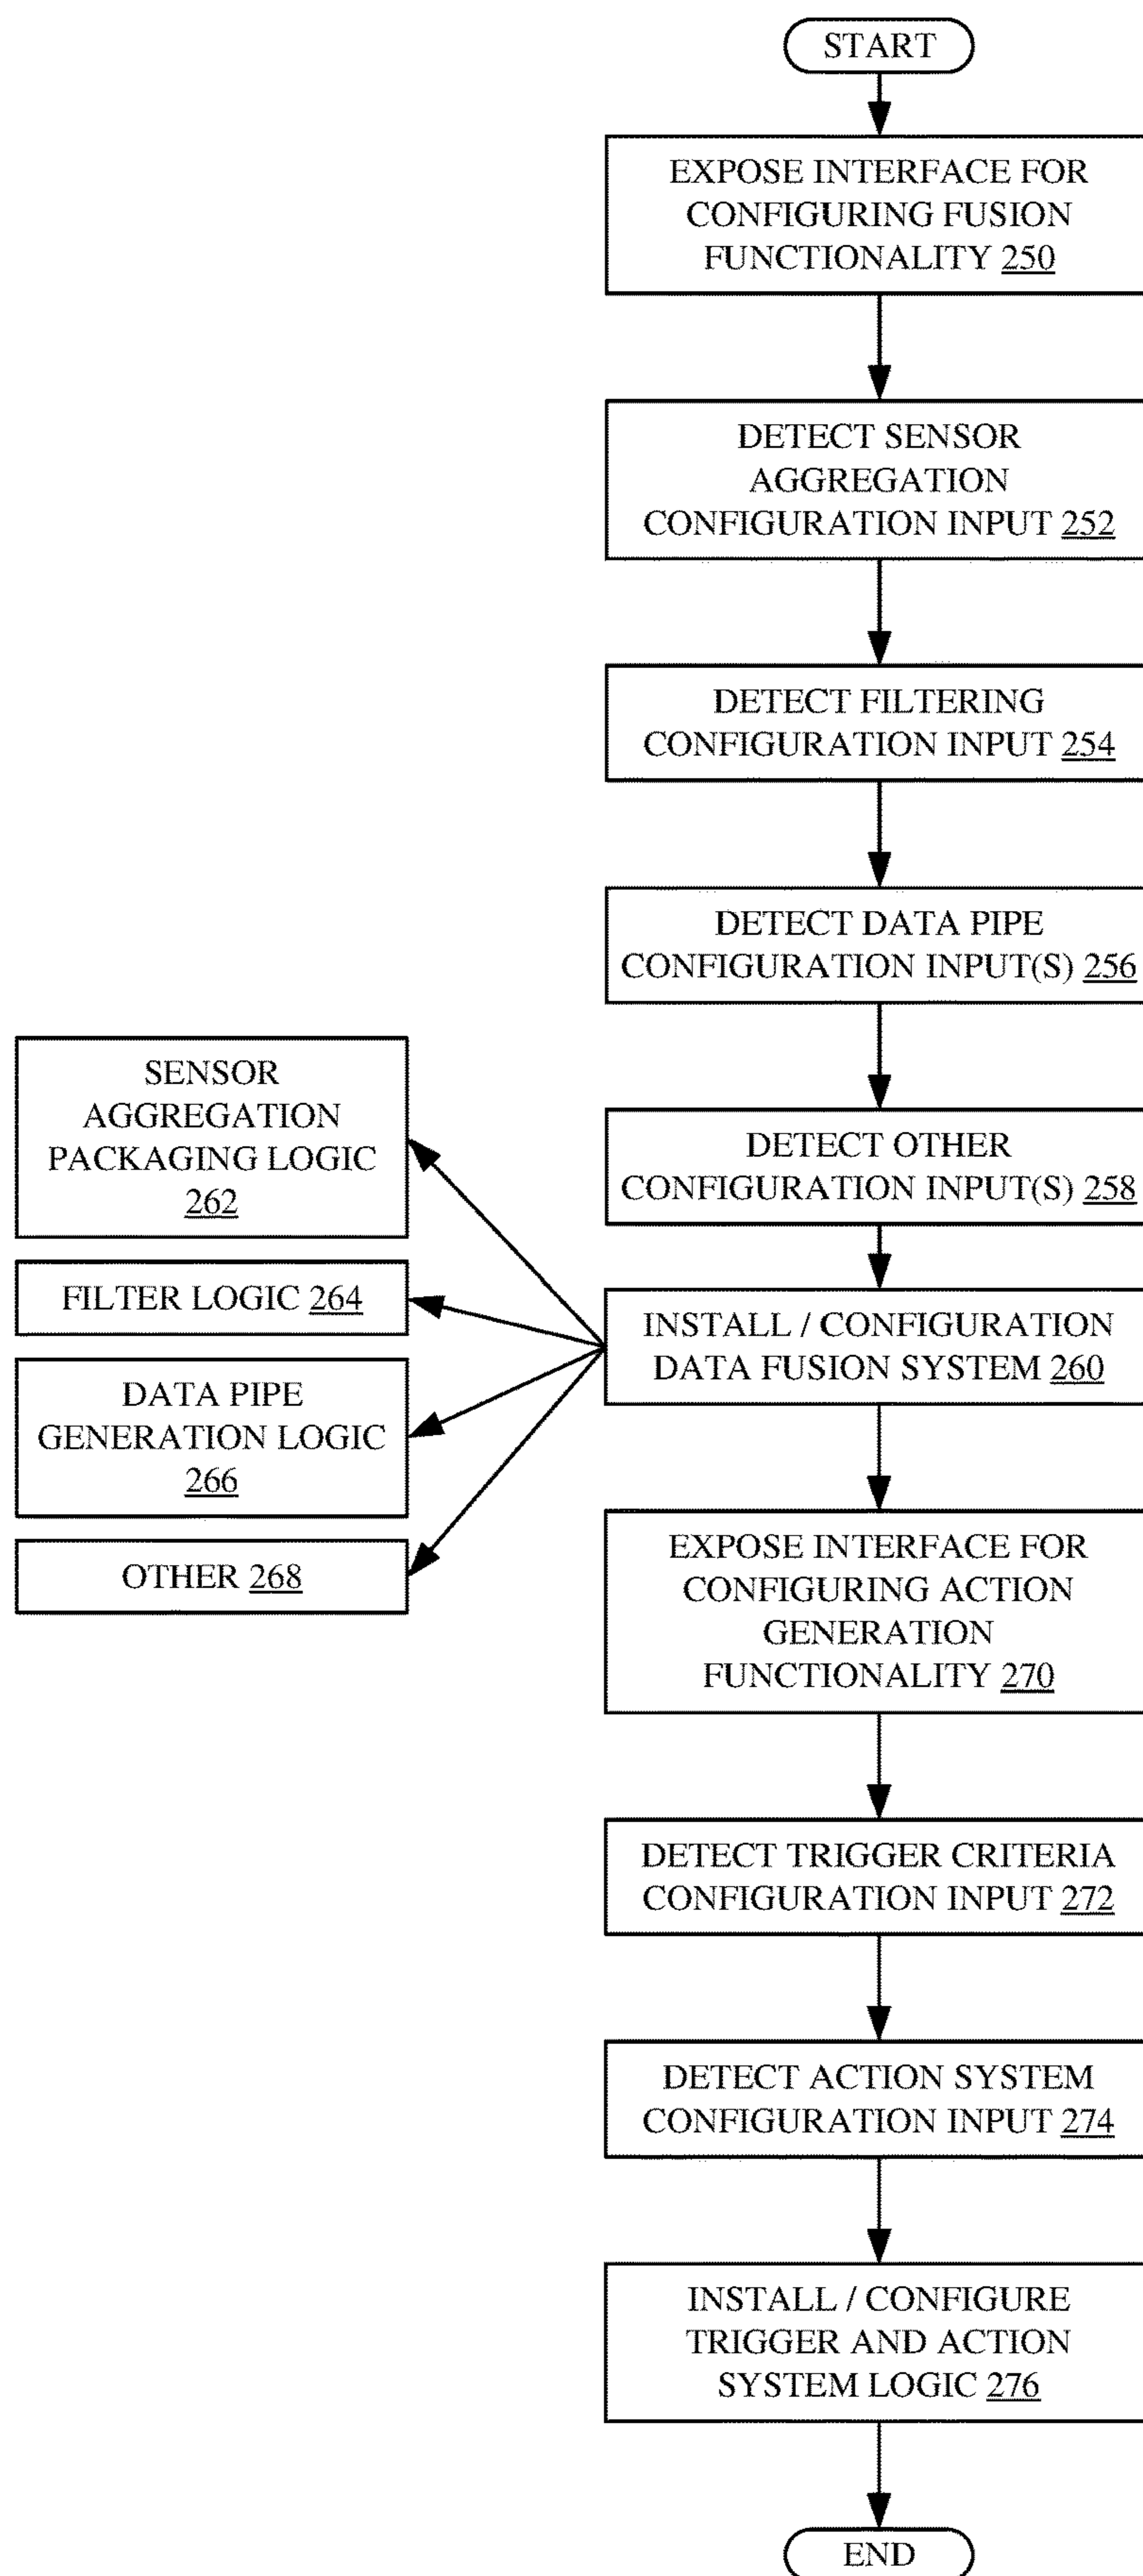 START
EXPOSE INTERFACE FOR
CONFIGURING FUSION
FUNCTIONALITY 250
DETECT SENSOR
AGGREGATION
CONFIGURATION INPUT 252
DETECT FILTERING
CONFIGURATION INPUT 254
DETECT DATA PIPE
CONFIGURATION INPUT(S) 256
DETECT OTHER
CONFIGURATION INPUT(S) 258
INSTALL / CONFIGURATION
DATA FUSION SYSTEM 260
SENSOR
AGGREGATION
PACKAGING LOGIC
262
FILTER LOGIC 264
DATA PIPE
GENERATION LOGIC
266
OTHER 268
EXPOSE INTERFACE FOR
CONFIGURING ACTION
GENERATION
FUNCTIONALITY 270
DETECT TRIGGER CRITERIA
CONFIGURATION INPUT 272
DETECT ACTION SYSTEM
CONFIGURATION INPUT 274
INSTALL / CONFIGURE
TRIGGER AND ACTION
SYSTEM LOGIC 276
END